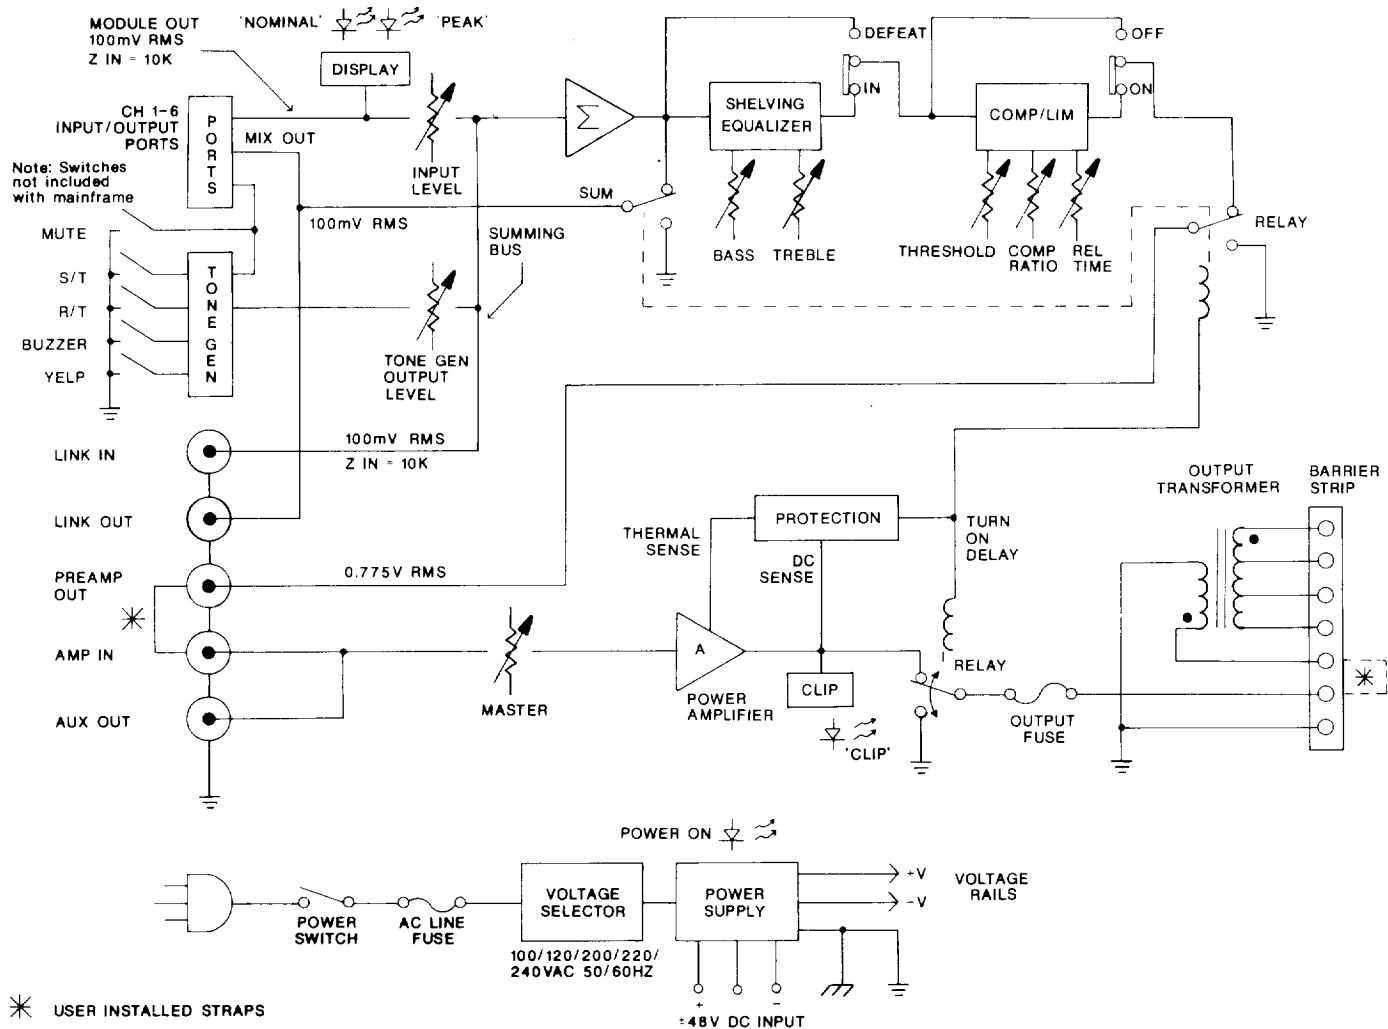 MODULE OUT
100mV RMS
Z IN = 10K
'NOMINAL'
'PEAK'
DISPLAY
CH 1-6
INPUT/OUTPUT
PORTS
PORTS
MIX OUT
INPUT
LEVEL
Σ
SHELVING
EQUALIZER
DEFEAT
IN
COMP/LIM
OFF
ON
Note: Switches
not included
with mainframe
SUM
100mV RMS
SUMMING
BUS
BASS
TREBLE
THRESHOLD
COMP
RATIO
REL
TIME
RELAY
MUTE
S/T
R/T
BUZZER
YELP
TONE GEN
TONE GEN
OUTPUT
LEVEL
LINK IN
100mV RMS
Z IN = 10K
LINK OUT
PREAMP
OUT
0.775V RMS
AMP IN
AUX OUT
MASTER
THERMAL
SENSE
PROTECTION
DC
SENSE
TURN
ON
DELAY
A
POWER
AMPLIFIER
CLIP
'CLIP'
RELAY
OUTPUT
FUSE
OUTPUT
TRANSFORMER
BARRIER
STRIP
POWER ON
POWER
SWITCH
AC LINE
FUSE
VOLTAGE
SELECTOR
100/120/200/220/
240VAC 50/60HZ
POWER
SUPPLY
+V
-V
VOLTAGE
RAILS
+
-
±48V DC INPUT
USER INSTALLED STRAPS